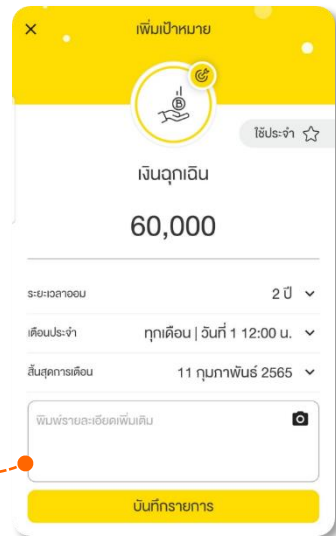 เพิ่มเป้าหมาย
ใช้ประจำ
เงินฉุกเฉิน
60,000
ระยะเวลาออม 2 ปี
เตือนประจำ ทุกเดือน | วันที่ 1 12:00 น.
สิ้นสุดการเตือน 11 กุมภาพันธ์ 2565
พิมพ์รายละเอียดเพิ่มเติม
บันทึกรายการ